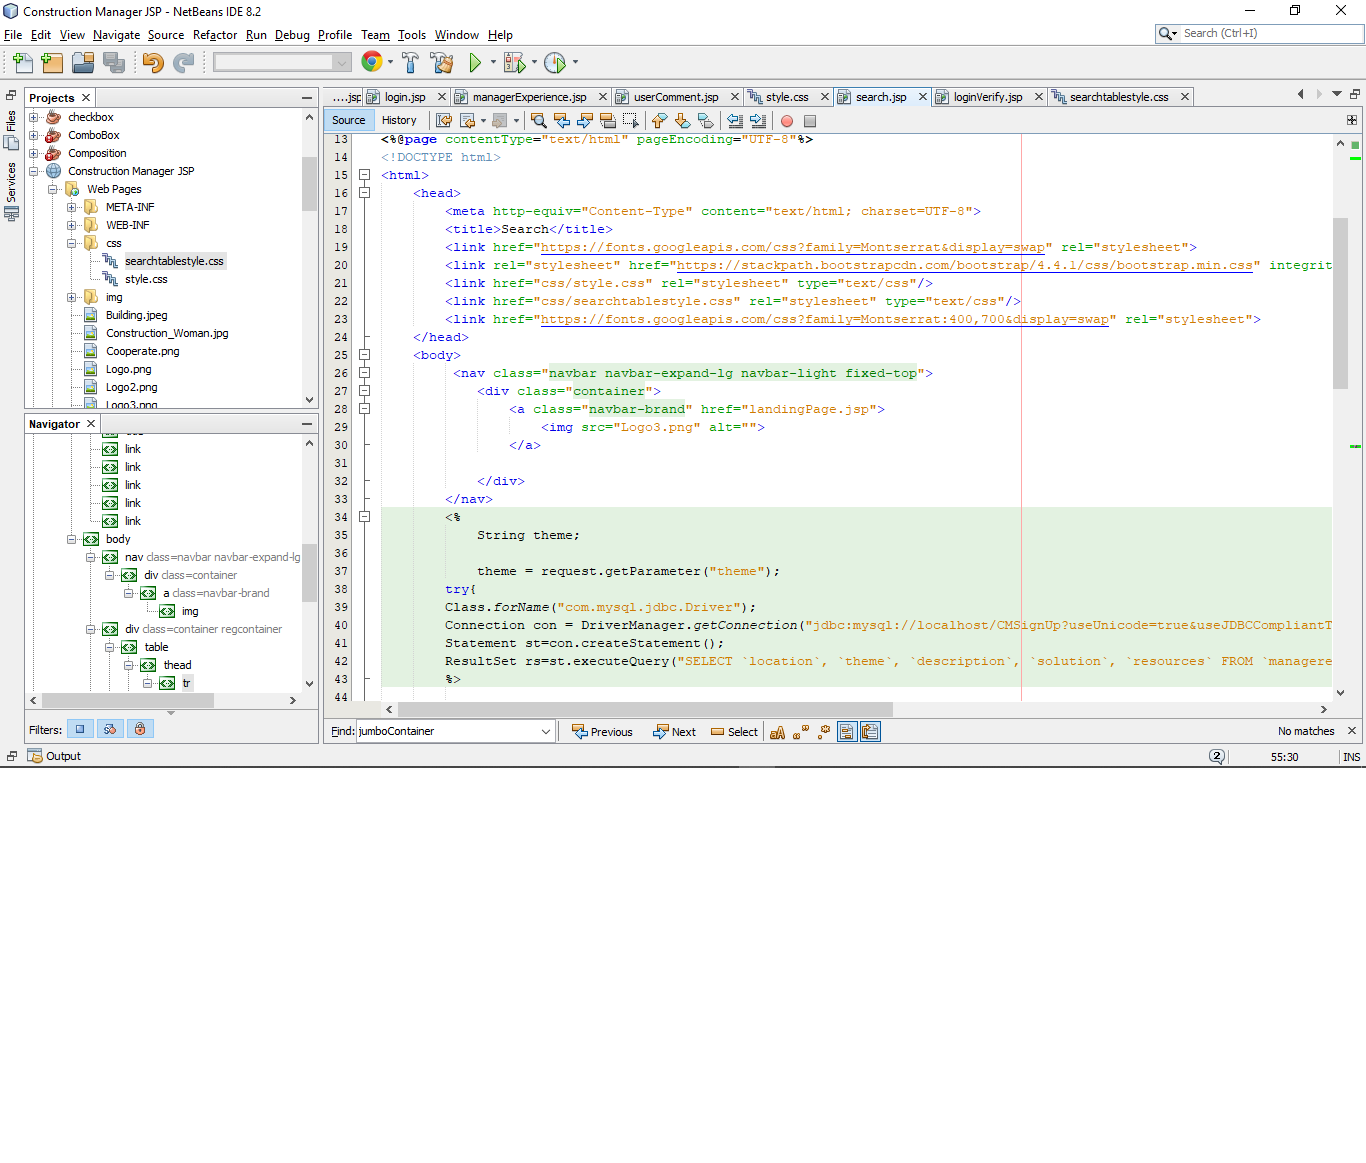 Construction Manager JSP - NetBeans IDE 8.2
File Edit View Navigate Source Refactor Run Debug Profile Team Tools Window Help
Search (Ctrl+I)
Files
Services
Projects
checkbox
ComboBox
Composition
Construction Manager JSP
Web Pages
META-INF
WEB-INF
css
searchtablestyle.css
style.css
img
Building.jpeg
Construction_Woman.jpg
Cooperate.png
Logo.png
Logo2.png
Logo3.png
Navigator
link
link
link
link
link
body
nav class=navbar navbar-expand-lg
div class=container
a class=navbar-brand
img
div class=container regcontainer
table
thead
tr
Filters:
....jsp login.jsp managerExperience.jsp userComment.jsp style.css search.jsp loginVerify.jsp searchtablestyle.css
Source History
13 <%@page contentType="text/html" pageEncoding="UTF-8"%>
14 <!DOCTYPE html>
15 <html>
16 <head>
17 <meta http-equiv="Content-Type" content="text/html; charset=UTF-8">
18 <title>Search</title>
19 <link href="https://fonts.googleapis.com/css?family=Montserrat&display=swap" rel="stylesheet">
20 <link rel="stylesheet" href="https://stackpath.bootstrapcdn.com/bootstrap/4.4.1/css/bootstrap.min.css" integrit
21 <link href="css/style.css" rel="stylesheet" type="text/css"/>
22 <link href="css/searchtablestyle.css" rel="stylesheet" type="text/css"/>
23 <link href="https://fonts.googleapis.com/css?family=Montserrat:400,700&display=swap" rel="stylesheet">
24 </head>
25 <body>
26 <nav class="navbar navbar-expand-lg navbar-light fixed-top">
27 <div class="container">
28 <a class="navbar-brand" href="landingPage.jsp">
29 <img src="Logo3.png" alt="">
30 </a>
31
32 </div>
33 </nav>
34 <%
35 String theme;
36
37 theme = request.getParameter("theme");
38 try{
39 Class.forName("com.mysql.jdbc.Driver");
40 Connection con = DriverManager.getConnection("jdbc:mysql://localhost/CMSignUp?useUnicode=true&useJDBCCompliantT
41 Statement st=con.createStatement();
42 ResultSet rs=st.executeQuery("SELECT `location`, `theme`, `description`, `solution`, `resources` FROM `managere
43 %>
44
Find: jumboContainer Previous Next Select No matches
Output
2 55:30 INS